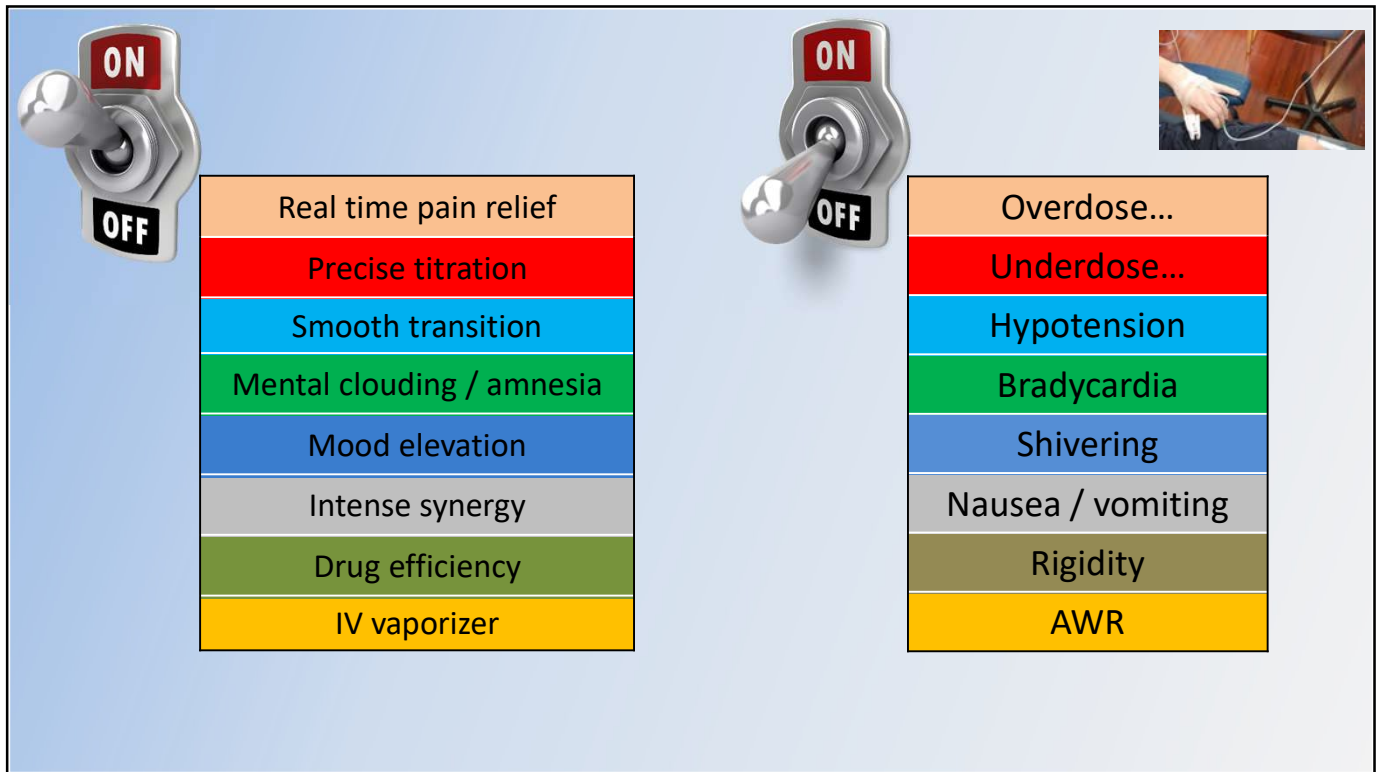 ON
OFF
Real time pain relief
Precise titration
Smooth transition
Mental clouding / amnesia
Mood elevation
Intense synergy
Drug efficiency
IV vaporizer
ON
OFF
Overdose…
Underdose…
Hypotension
Bradycardia
Shivering
Nausea / vomiting
Rigidity
AWR